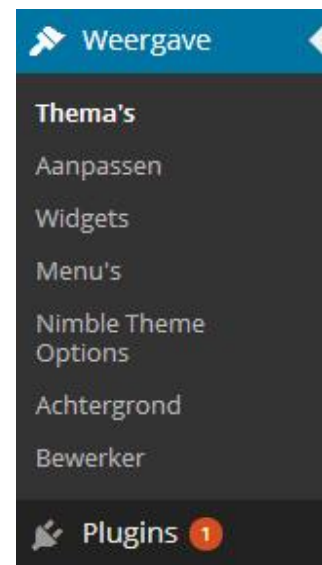 Weergave
Thema's
Aanpassen
Widgets
Menu's
Nimble Theme
Options
Achtergrond
Bewerker
Plugins 1